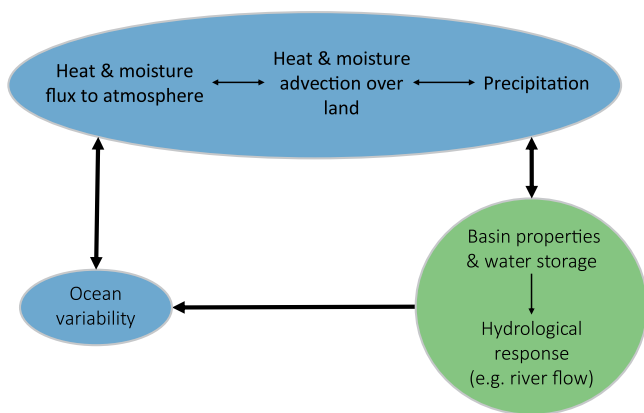 Heat & moisture
flux to atmosphere
Heat & moisture
advection over
land
Precipitation
Basin properties
& water storage
Hydrological
response
(e.g. river flow)
Ocean
variability